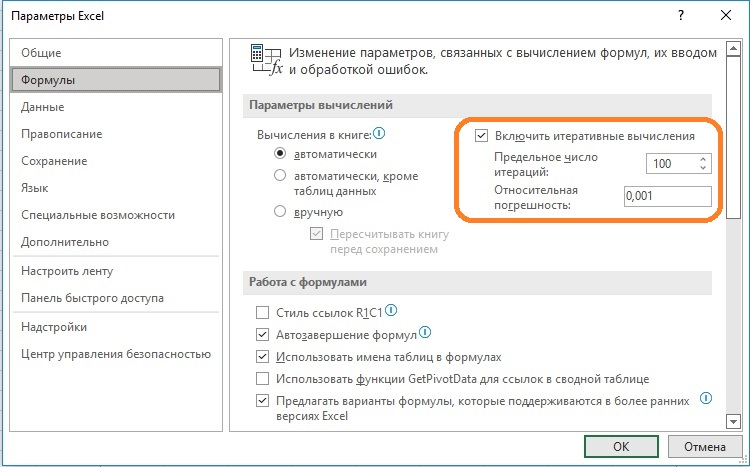 Параметры Excel
?
Общие
Формулы
Данные
Правописание
Сохранение
Язык
Специальные возможности
Дополнительно
Настроить ленту
Панель быстрого доступа
Надстройки
Центр управления безопасностью
fx
Изменение параметров, связанных с вычислением формул, их вводом
и обработкой ошибок.
Параметры вычислений
Вычисления в книге:
автоматически
автоматически, кроме
таблиц данных
вручную
Пересчитывать книгу
перед сохранением
Включить итеративные вычисления
Предельное число
итераций:
100
Относительная
погрешность:
0,001
Работа с формулами
Стиль ссылок R1C1
Автозавершение формул
Использовать имена таблиц в формулах
Использовать функции GetPivotData для ссылок в сводной таблице
Предлагать варианты формулы, которые поддерживаются в более ранних
версиях Excel
ОК
Отмена